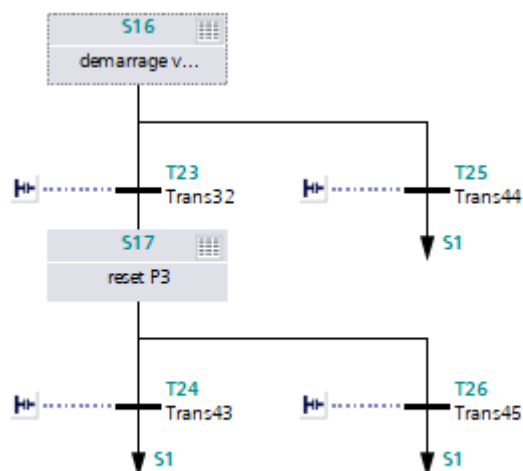 S16
demarrage v...
T23
Trans32
T25
Trans44
S1
S17
reset P3
T24
Trans43
T26
Trans45
S1
S1